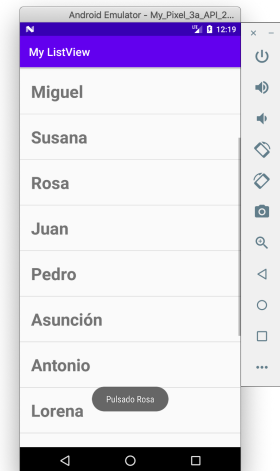 Android Emulator - My_Pixel_3a_API_2...
12:19
My ListView
Miguel
Susana
Rosa
Juan
Pedro
Asunción
Antonio
Pulsado Rosa
Lorena